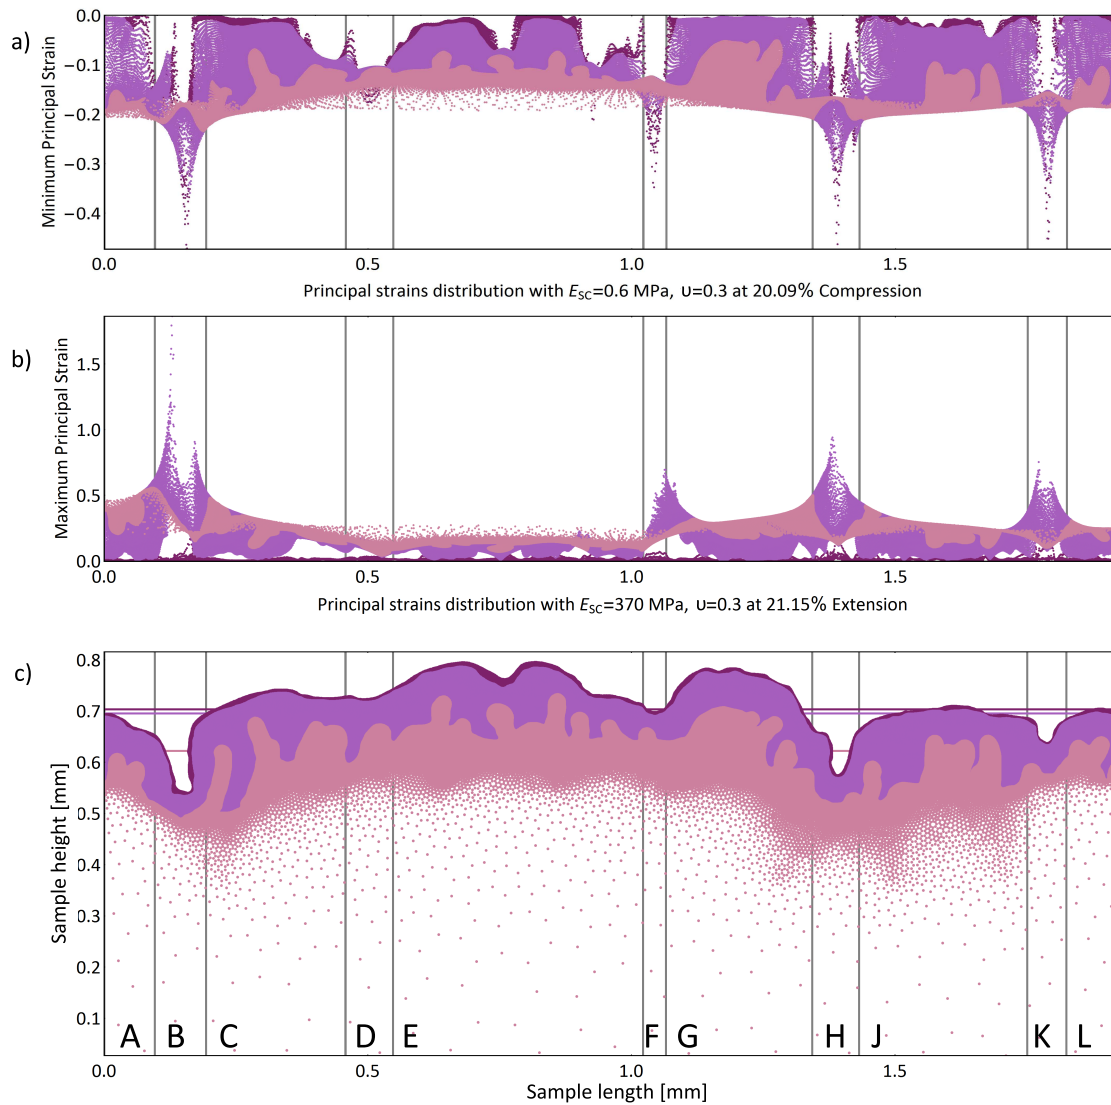 a)
Minimum Principal Strain
0.0
−0.1
−0.2
−0.3
−0.4
0.0 0.5 1.0 1.5
Principal strains distribution with ESC=0.6 MPa, υ=0.3 at 20.09% Compression
b)
Maximum Principal Strain
1.5
1.0
0.5
0.0
0.0 0.5 1.0 1.5
Principal strains distribution with ESC=370 MPa, υ=0.3 at 21.15% Extension
c)
Sample height [mm]
0.8
0.7
0.6
0.5
0.4
0.3
0.2
0.1
A B C D E F G H J K L
0.0 0.5 1.0 1.5
Sample length [mm]